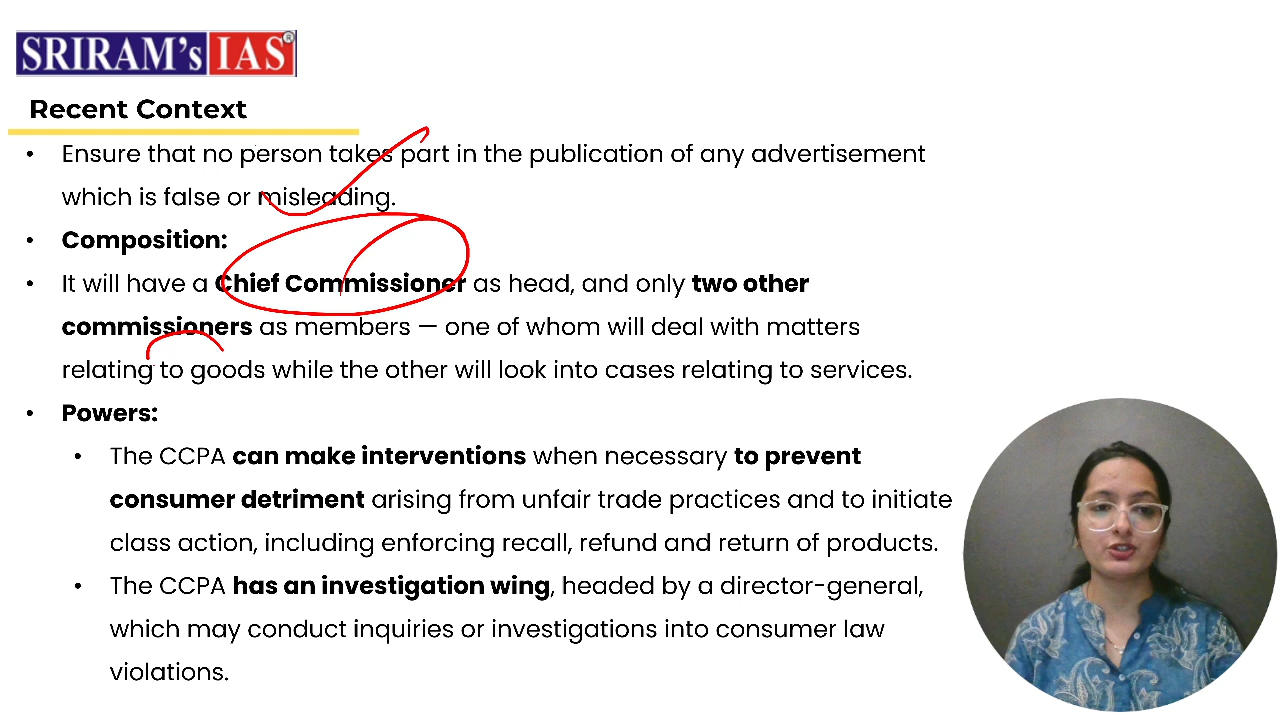 SRIRAM's IAS®
Recent Context
• Ensure that no person takes part in the publication of any advertisement
which is false or misleading.
• Composition:
• It will have a Chief Commissioner as head, and only two other
commissioners as members — one of whom will deal with matters
relating to goods while the other will look into cases relating to services.
• Powers:
• The CCPA can make interventions when necessary to prevent
consumer detriment arising from unfair trade practices and to initiate
class action, including enforcing recall, refund and return of products.
• The CCPA has an investigation wing, headed by a director-general,
which may conduct inquiries or investigations into consumer law
violations.